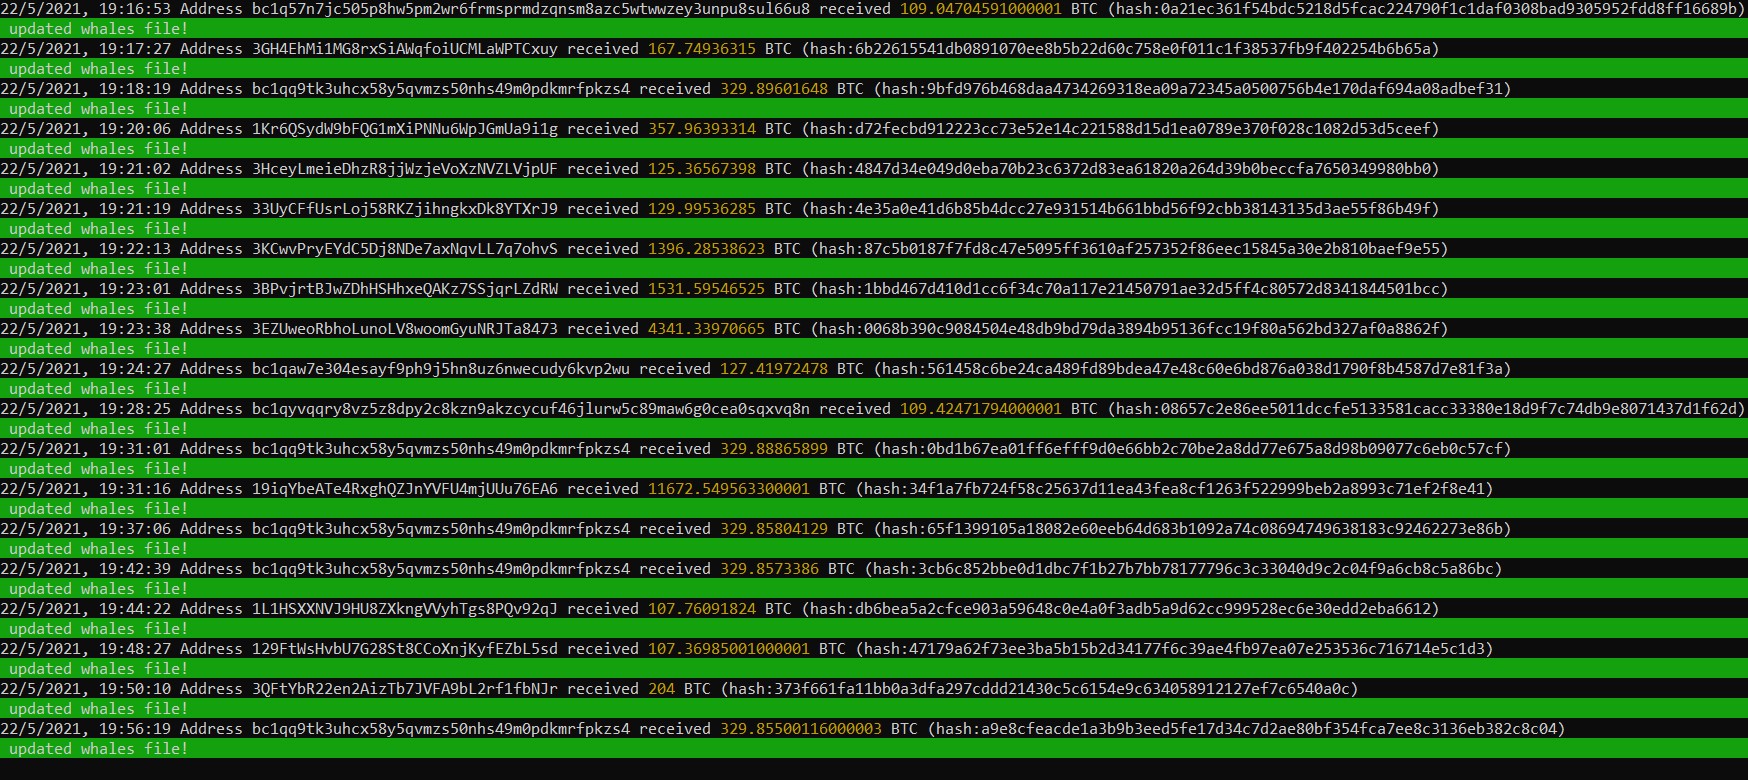 22/5/2021, 19:16:53 Address bc1q57n7jc505p8hw5pm2wr6frmsprmdzqnsm8azc5wtwwzey3unpu8sul66u8 received 109.04704591000001 BTC (hash:0a21ec361f54bdc5218d5fcac224790f1c1daf0308bad9305952fdd8ff16689b)
updated whales file!
22/5/2021, 19:17:27 Address 3GH4EhMi1MG8rxSiAWqfoiUCMLaWPTCxuy received 167.74936315 BTC (hash:6b22615541db0891070ee8b5b22d60c758e0f011c1f38537fb9f402254b6b65a)
updated whales file!
22/5/2021, 19:18:19 Address bc1qq9tk3uhcx58y5qvmzs50nhs49m0pdkmrfpkzs4 received 329.89601648 BTC (hash:9bfd976b468daa4734269318ea09a72345a0500756b4e170daf694a08adbef31)
updated whales file!
22/5/2021, 19:20:06 Address 1Kr6QSydW9bFQG1mXiPNNu6WpJGmUa9i1g received 357.96393314 BTC (hash:d72fecbd912223cc73e52e14c221588d15d1ea0789e370f028c1082d53d5ceef)
updated whales file!
22/5/2021, 19:21:02 Address 3HceyLmeieDhzR8jjWzjeVoXzNVZLVjpUF received 125.36567398 BTC (hash:4847d34e049d0eba70b23c6372d83ea61820a264d39b0beccfa7650349980bb0)
updated whales file!
22/5/2021, 19:21:19 Address 33UyCFfUsrLoj58RKZjihngkxDk8YTXrJ9 received 129.99536285 BTC (hash:4e35a0e41d6b85b4dcc27e931514b661bbd56f92cbb38143135d3ae55f86b49f)
updated whales file!
22/5/2021, 19:22:13 Address 3KCwvPryEYdC5Dj8NDe7axNqvLL7q7ohvS received 1396.28538623 BTC (hash:87c5b0187f7fd8c47e5095ff3610af257352f86eec15845a30e2b810baef9e55)
updated whales file!
22/5/2021, 19:23:01 Address 3BPvjrtBJwZDhHSHhxeQAKz7SSjqrLZdRW received 1531.59546525 BTC (hash:1bbd467d410d1cc6f34c70a117e21450791ae32d5ff4c80572d8341844501bcc)
updated whales file!
22/5/2021, 19:23:38 Address 3EZUweoRbhoLunoLV8woomGyuNRJTa8473 received 4341.33970665 BTC (hash:0068b390c9084504e48db9bd79da3894b95136fcc19f80a562bd327af0a8862f)
updated whales file!
22/5/2021, 19:24:27 Address bc1qaw7e304esayf9ph9j5hn8uz6nwecudy6kvp2wu received 127.41972478 BTC (hash:561458c6be24ca489fd89bdea47e48c60e6bd876a038d1790f8b4587d7e81f3a)
updated whales file!
22/5/2021, 19:28:25 Address bc1qyvqqry8vz5z8dpy2c8kzn9akzcycuf46jlurw5c89maw6g0cea0sqxvq8n received 109.42471794000001 BTC (hash:08657c2e86ee5011dccfe5133581cacc33380e18d9f7c74db9e8071437d1f62d)
updated whales file!
22/5/2021, 19:31:01 Address bc1qq9tk3uhcx58y5qvmzs50nhs49m0pdkmrfpkzs4 received 329.88865899 BTC (hash:0bd1b67ea01ff6efff9d0e66bb2c70be2a8dd77e675a8d98b09077c6eb0c57cf)
updated whales file!
22/5/2021, 19:31:16 Address 19iqYbeATe4RxghQZJnYVFU4mjUUu76EA6 received 11672.549563300001 BTC (hash:34f1a7fb724f58c25637d11ea43fea8cf1263f522999beb2a8993c71ef2f8e41)
updated whales file!
22/5/2021, 19:37:06 Address bc1qq9tk3uhcx58y5qvmzs50nhs49m0pdkmrfpkzs4 received 329.85804129 BTC (hash:65f1399105a18082e60eeb64d683b1092a74c08694749638183c92462273e86b)
updated whales file!
22/5/2021, 19:42:39 Address bc1qq9tk3uhcx58y5qvmzs50nhs49m0pdkmrfpkzs4 received 329.8573386 BTC (hash:3cb6c852bbe0d1dbc7f1b27b7bb78177796c3c33040d9c2c04f9a6cb8c5a86bc)
updated whales file!
22/5/2021, 19:44:22 Address 1L1HSXXNVJ9HU8ZXkngVVyhTgs8PQv92qJ received 107.76091824 BTC (hash:db6bea5a2cfce903a59648c0e4a0f3adb5a9d62cc999528ec6e30edd2eba6612)
updated whales file!
22/5/2021, 19:48:27 Address 129FtWsHvbU7G28St8CCoXnjKyfEZbL5sd received 107.36985001000001 BTC (hash:47179a62f73ee3ba5b15b2d34177f6c39ae4fb97ea07e253536c716714e5c1d3)
updated whales file!
22/5/2021, 19:50:10 Address 3QFtYbR22en2AizTb7JVFA9bL2rf1fbNJr received 204 BTC (hash:373f661fa11bb0a3dfa297cddd21430c5c6154e9c634058912127ef7c6540a0c)
updated whales file!
22/5/2021, 19:56:19 Address bc1qq9tk3uhcx58y5qvmzs50nhs49m0pdkmrfpkzs4 received 329.85500116000003 BTC (hash:a9e8cfeacde1a3b9b3eed5fe17d34c7d2ae80bf354fca7ee8c3136eb382c8c04)
updated whales file!